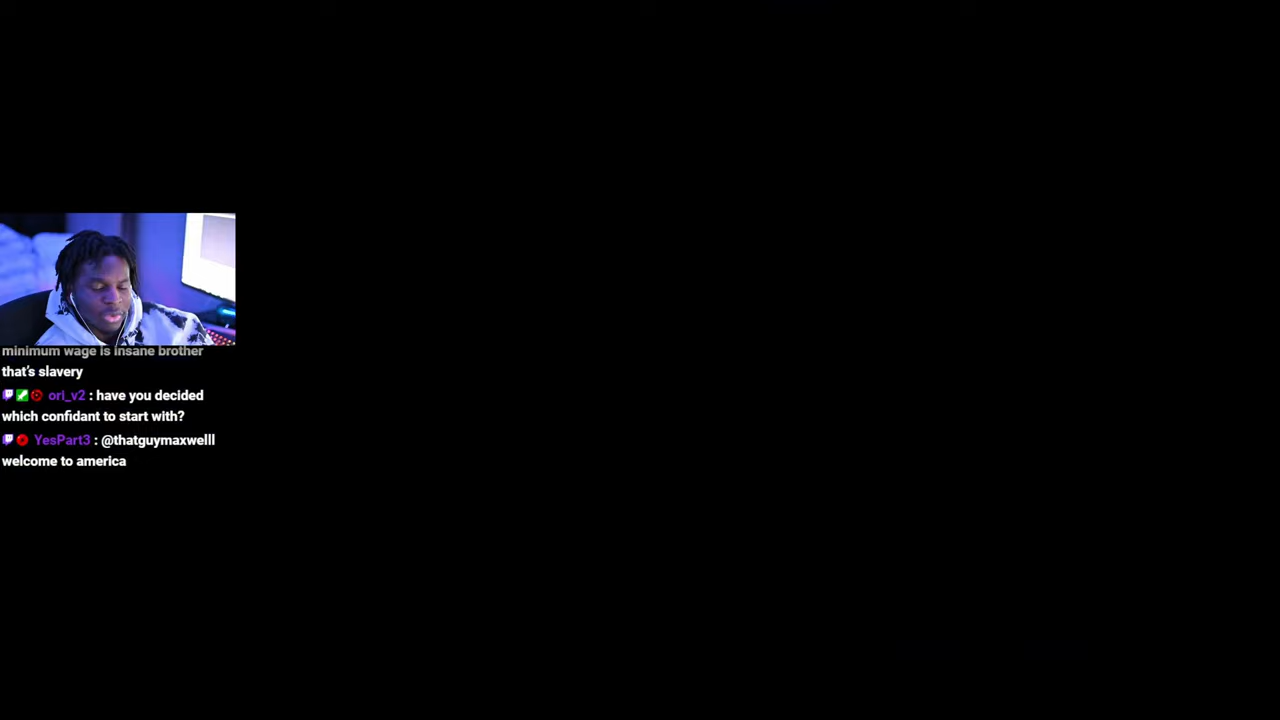 minimum wage is insane brother
that's slavery
ori_v2 : have you decided
which confidant to start with?
YesPart3 : @thatguymaxwelll
welcome to america